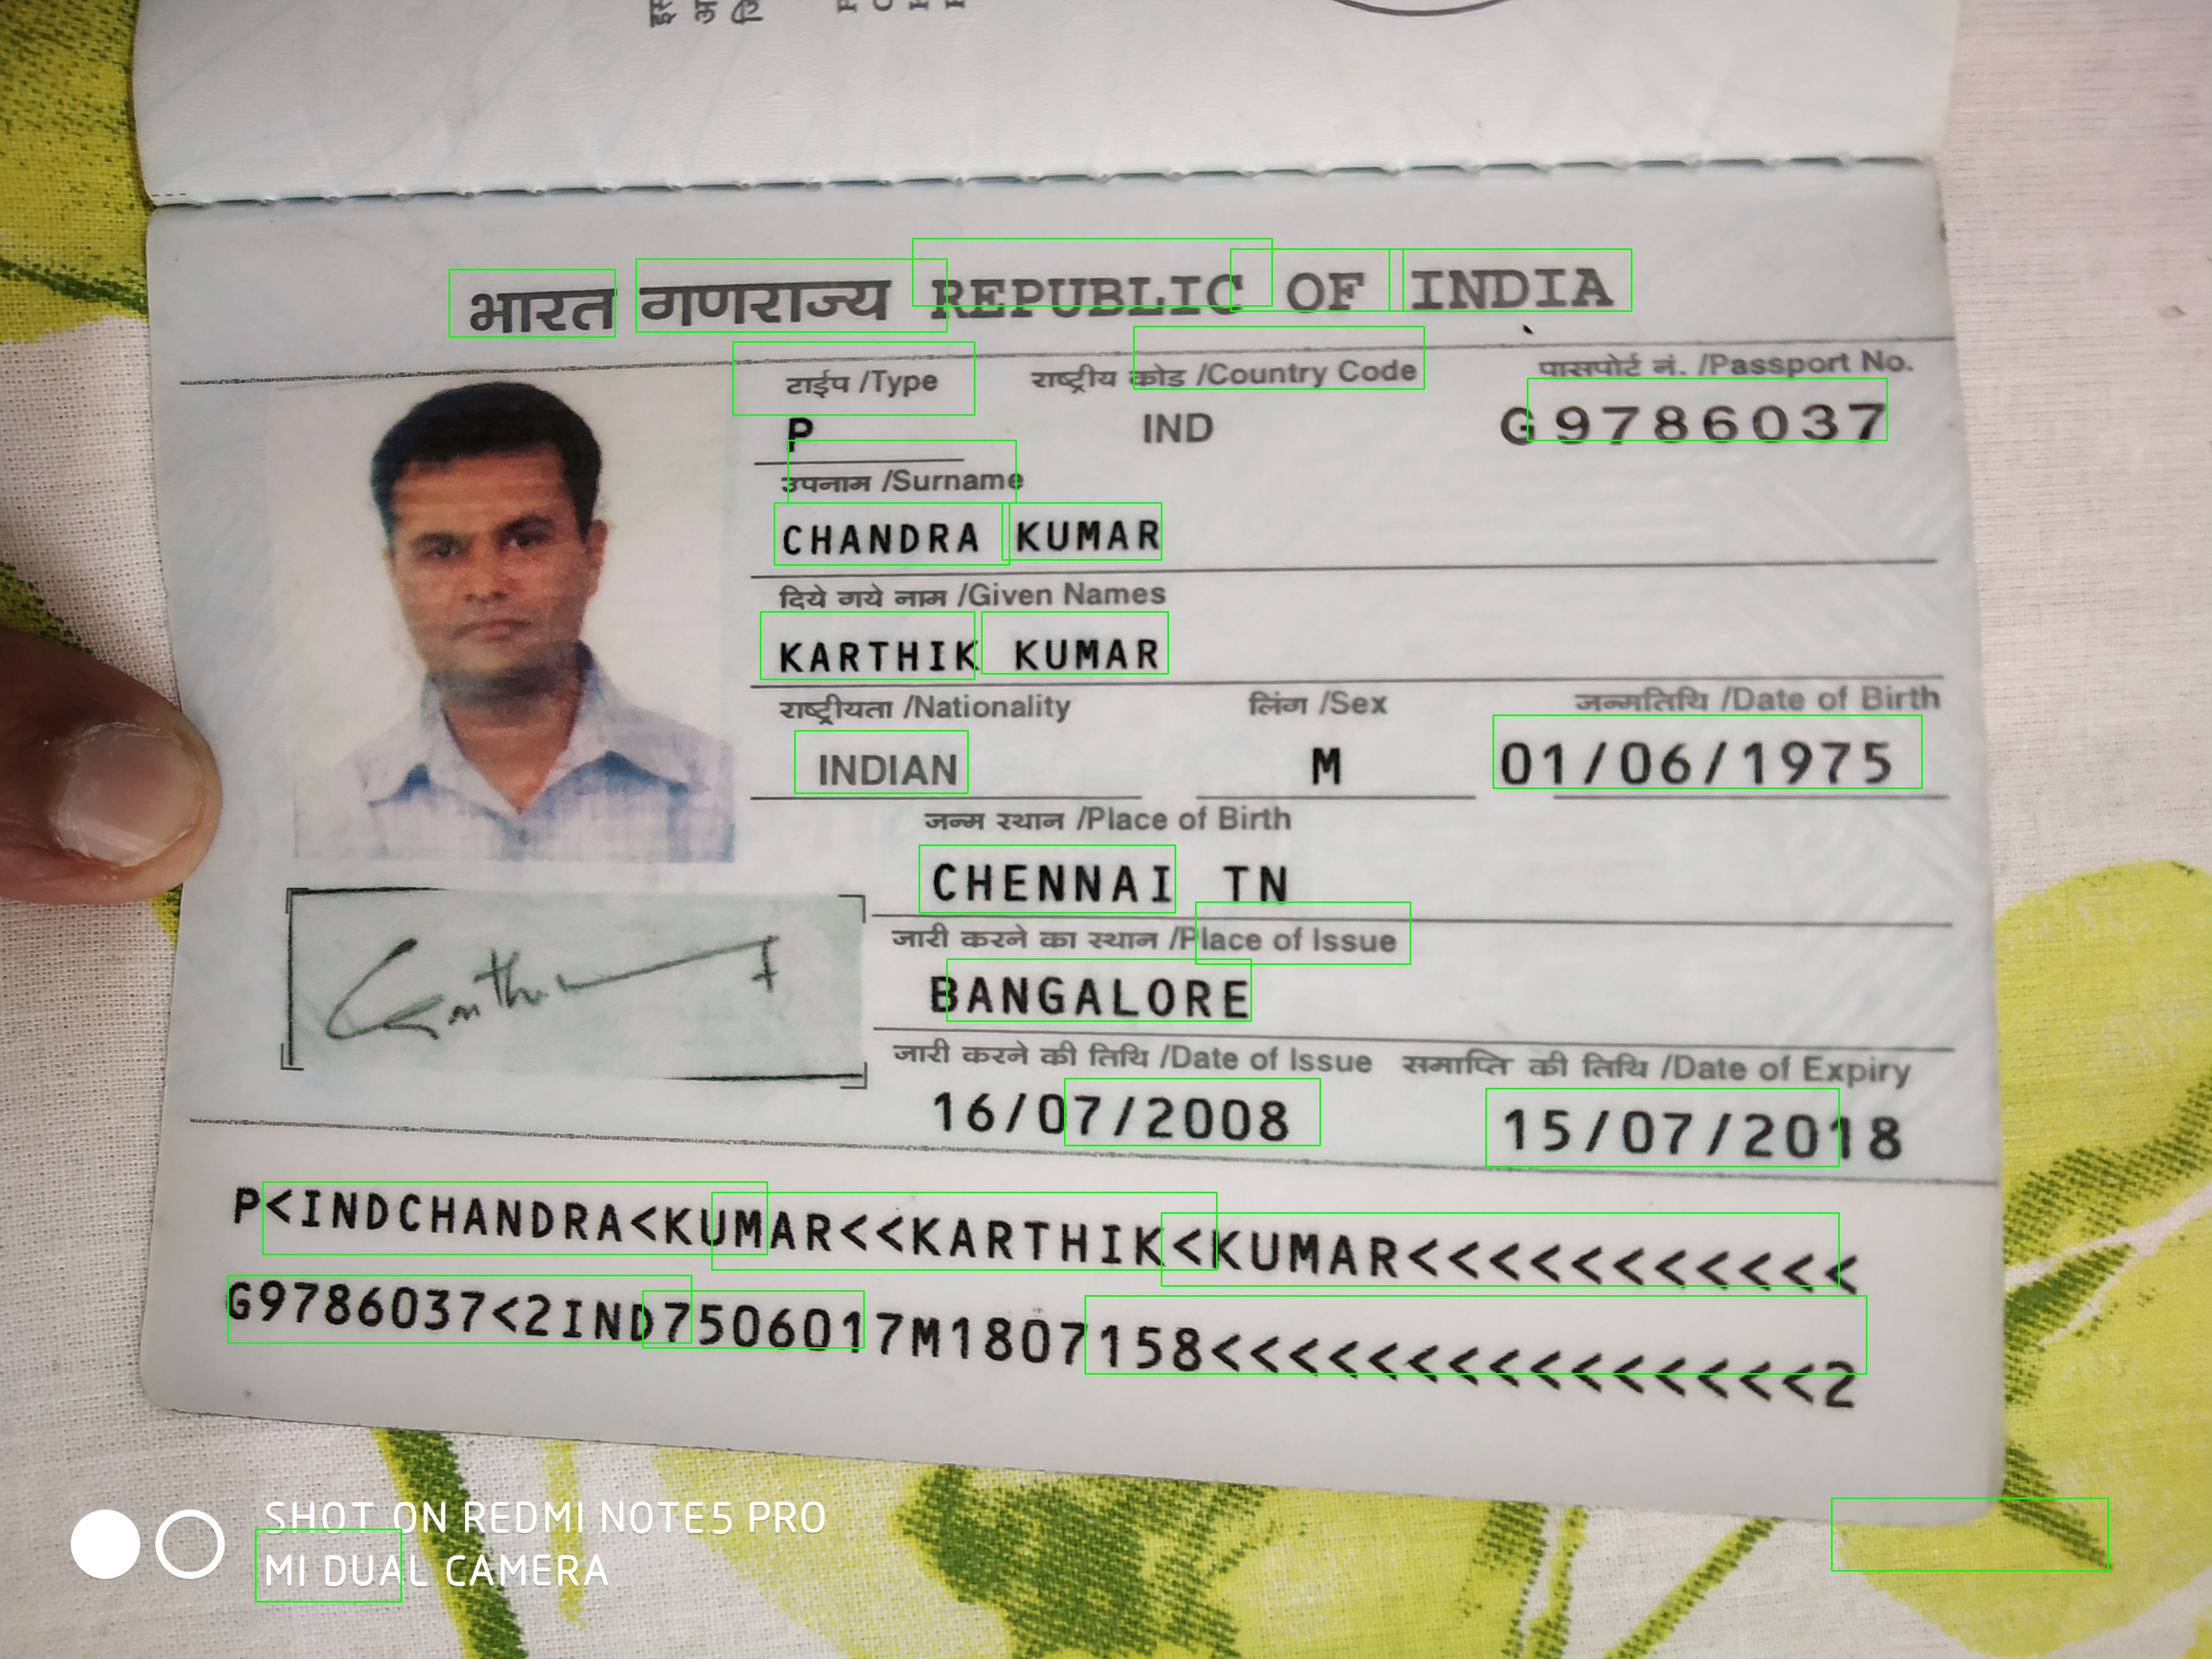 भारत गणराज्य REPUBLIC OF INDIA
टाईप /Type राष्ट्रीय कोड /Country Code पासपोर्ट नं. /Passport No.
P IND G9786037
उपनाम /Surname
CHANDRA KUMAR
दिये गये नाम /Given Names
KARTHIK KUMAR
राष्ट्रीयता /Nationality लिंग /Sex जन्मतिथि /Date of Birth
INDIAN M 01/06/1975
जन्म स्थान /Place of Birth
CHENNAI TN
जारी करने का स्थान /Place of Issue
BANGALORE
जारी करने की तिथि /Date of Issue समाप्ति की तिथि /Date of Expiry
16/07/2008 15/07/2018
P<INDCHANDRA<KUMAR<<KARTHIK<KUMAR<<<<<<<<<<<
G9786037<2IND7506017M1807158<<<<<<<<<<<<<<<2
SHOT ON REDMI NOTE5 PRO
MI DUAL CAMERA